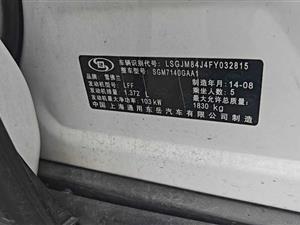 车辆识别代号: LSGJM84J4FY032815
整车型号: SGM7140GAA1
品牌: 雪佛兰
发动机型号: LFF
发动机排量: 1.372 L
发动机最大净功率: 103 kW
制造年月: 14-08
乘坐人数: 5
最大允许总质量: 1830 kg
中国上海通用东岳汽车有限公司制造